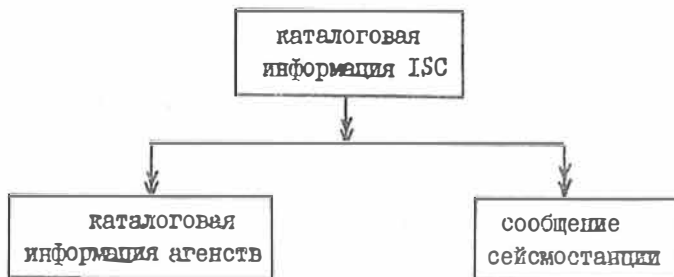 каталоговая
информация ISC
каталоговая
информация агенств
сообщение
сейсмостанции